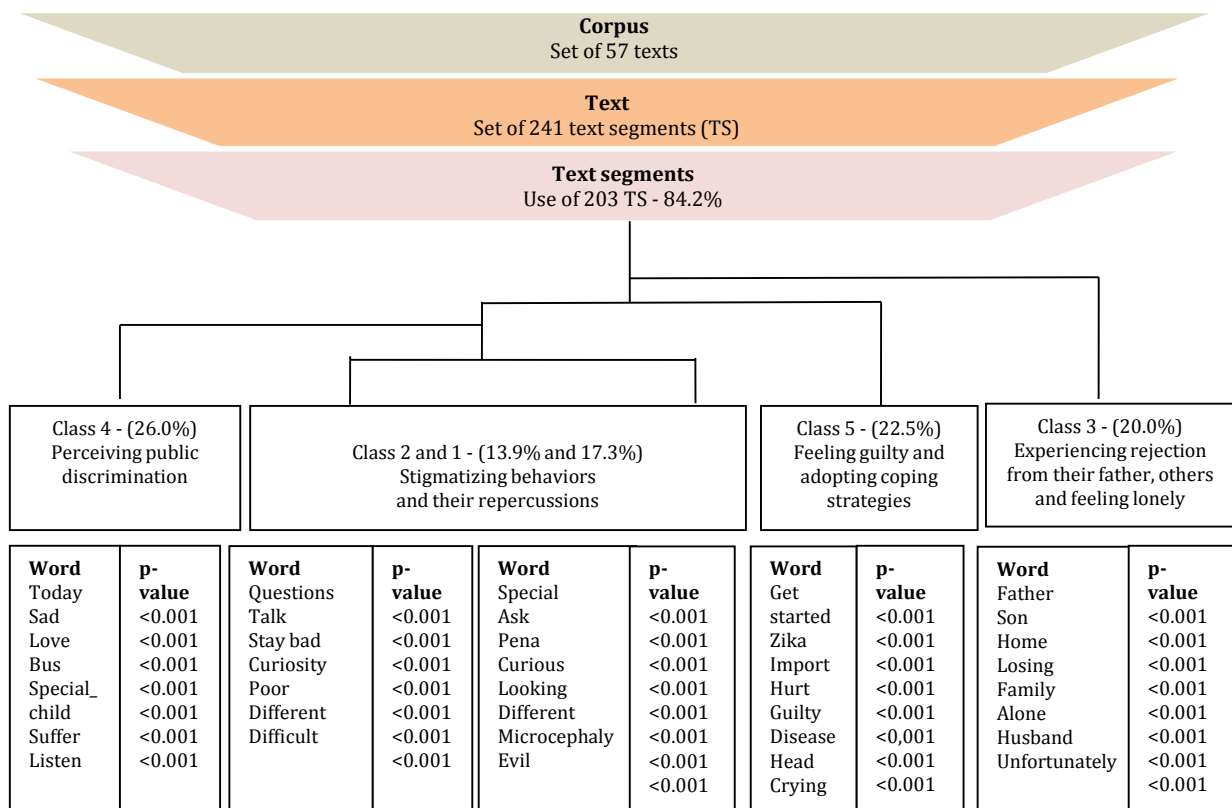 Corpus
Set of 57 texts
Text
Set of 241 text segments (TS)
Text segments
Use of 203 TS - 84.2%
Class 4 - (26.0%)
Perceiving public
discrimination
Class 2 and 1 - (13.9% and 17.3%)
Stigmatizing behaviors
and their repercussions
Class 5 - (22.5%)
Feeling guilty and
adopting coping
strategies
Class 3 - (20.0%)
Experiencing rejection
from their father, others
and feeling lonely
Word
Today
Sad
Love
Bus
Special_
child
Suffer
Listen
p-
value
<0.001
<0.001
<0.001
<0.001
<0.001
<0.001
<0.001
Word
Questions
Talk
Stay bad
Curiosity
Poor
Different
Difficult
p-
value
<0.001
<0.001
<0.001
<0.001
<0.001
<0.001
<0.001
Word
Special
Ask
Pena
Curious
Looking
Different
Microcephaly
Evil
p-
value
<0.001
<0.001
<0.001
<0.001
<0.001
<0.001
<0.001
<0.001
Word
Get
started
Zika
Import
Hurt
Guilty
Disease
Head
Crying
p-
value
<0.001
<0.001
<0.001
<0.001
<0.001
<0,001
<0.001
<0.001
Word
Father
Son
Home
Losing
Family
Alone
Husband
Unfortunately
p-
value
<0.001
<0.001
<0.001
<0.001
<0.001
<0.001
<0.001
<0.001